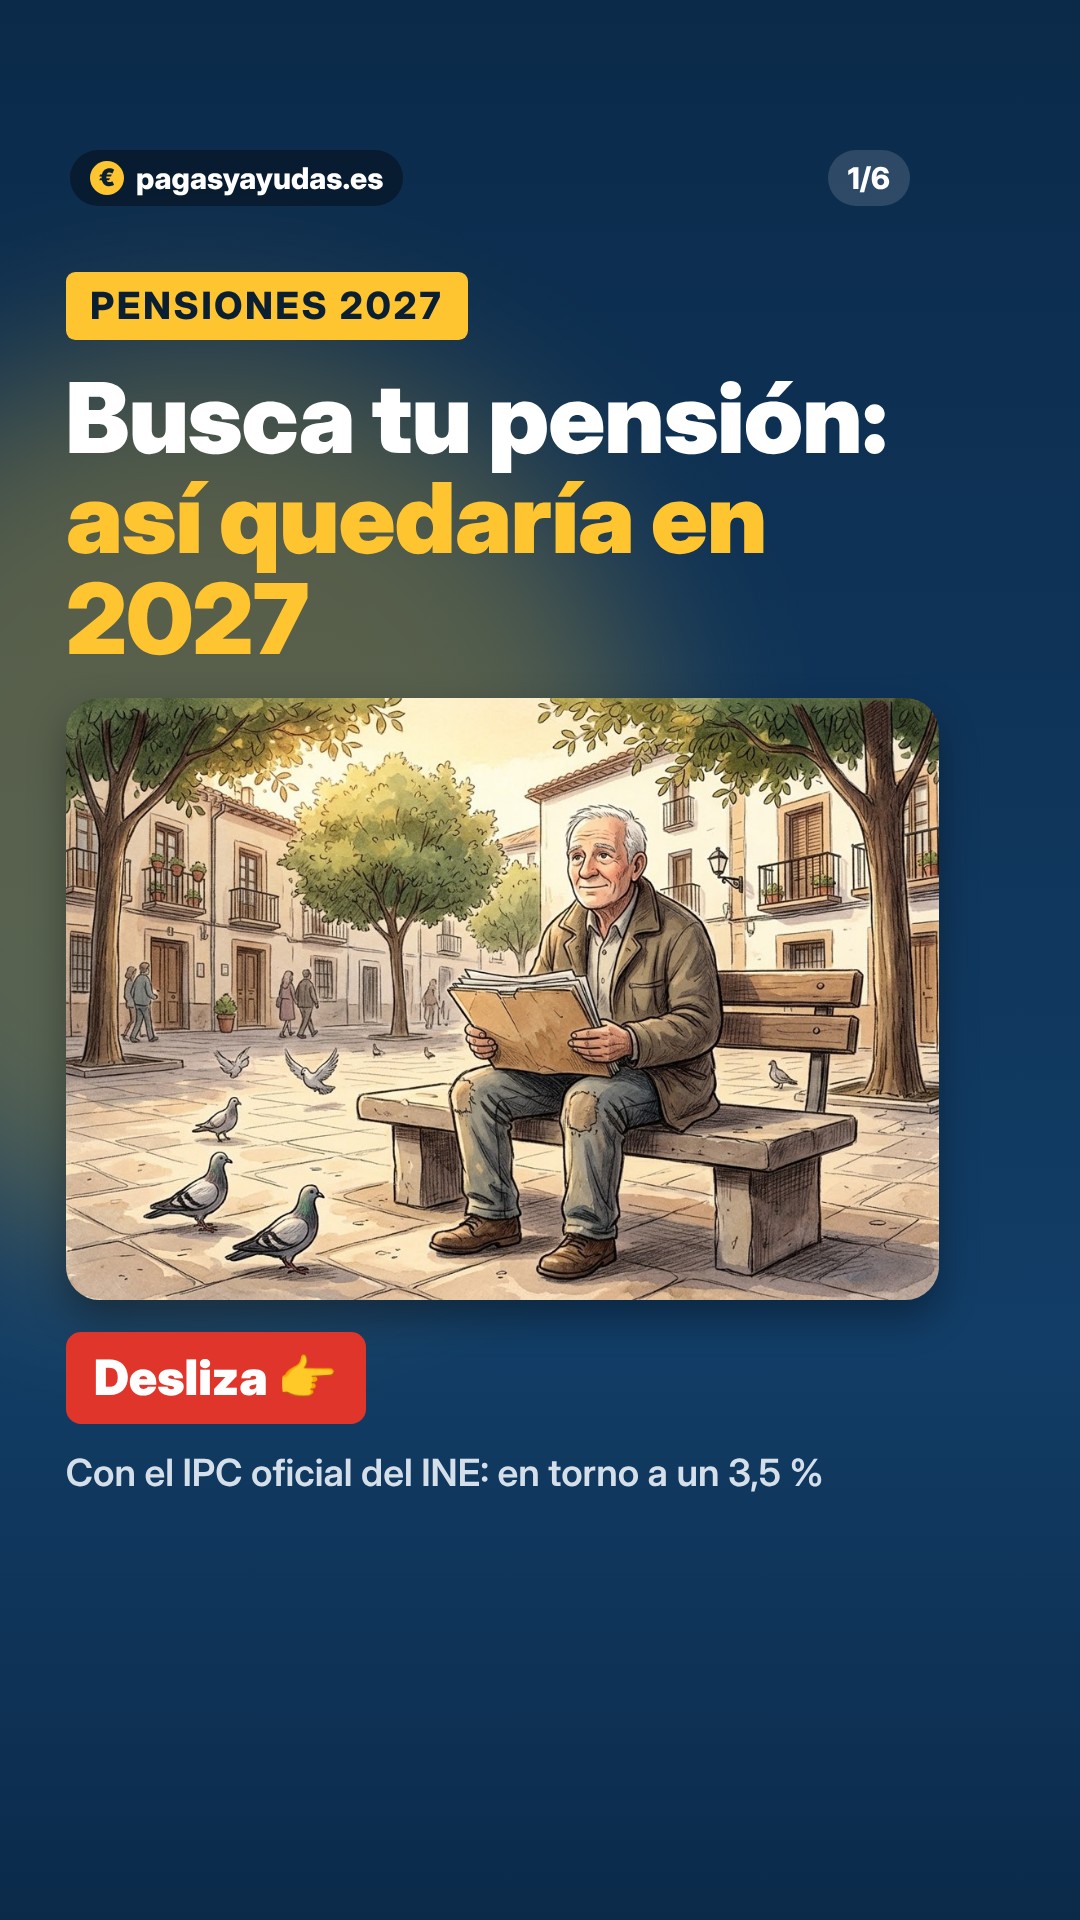 € pagasyayudas.es
1/6
PENSIONES 2027
Busca tu pensión:
así quedaría en
2027
Desliza 👉
Con el IPC oficial del INE: en torno a un 3,5 %